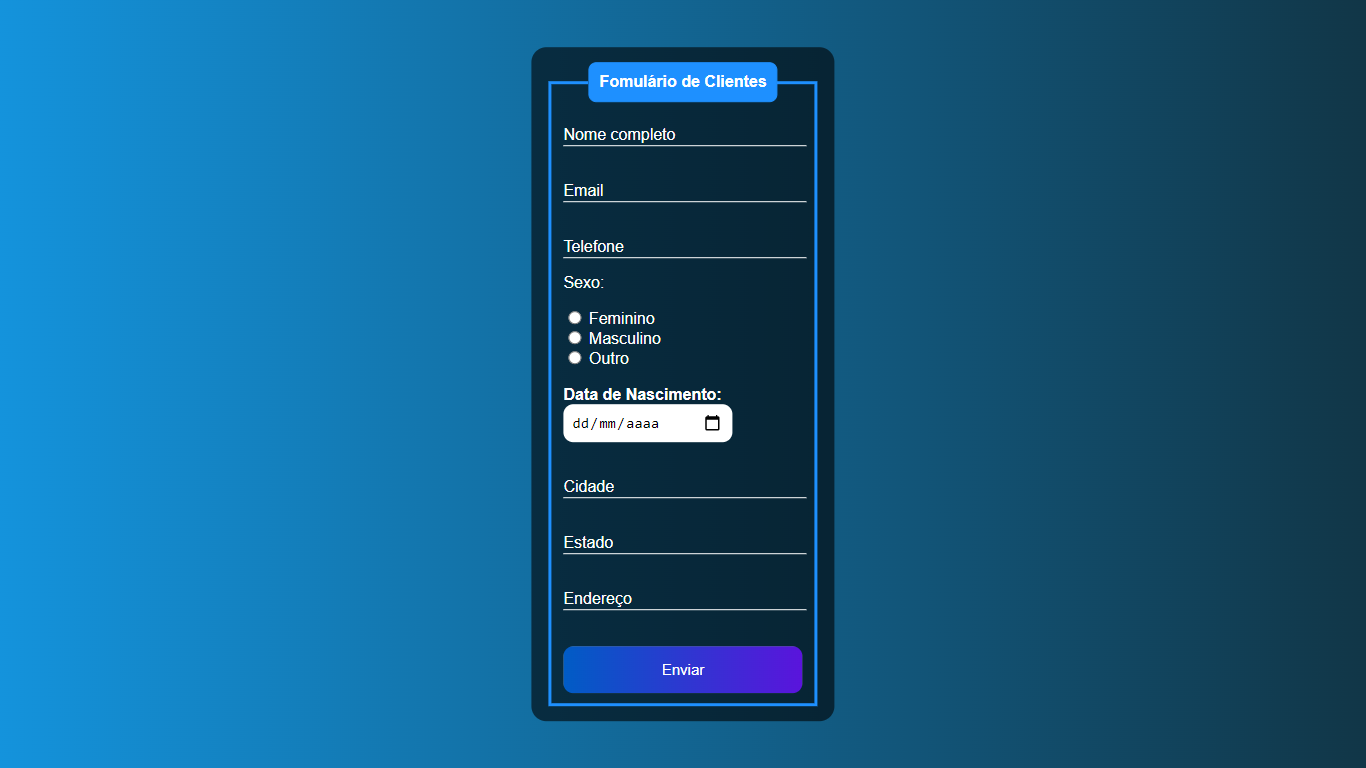 Fomulário de Clientes
Nome completo
Email
Telefone
Sexo:
Feminino
Masculino
Outro
Data de Nascimento:
dd/mm/aaaa
Cidade
Estado
Endereço
Enviar